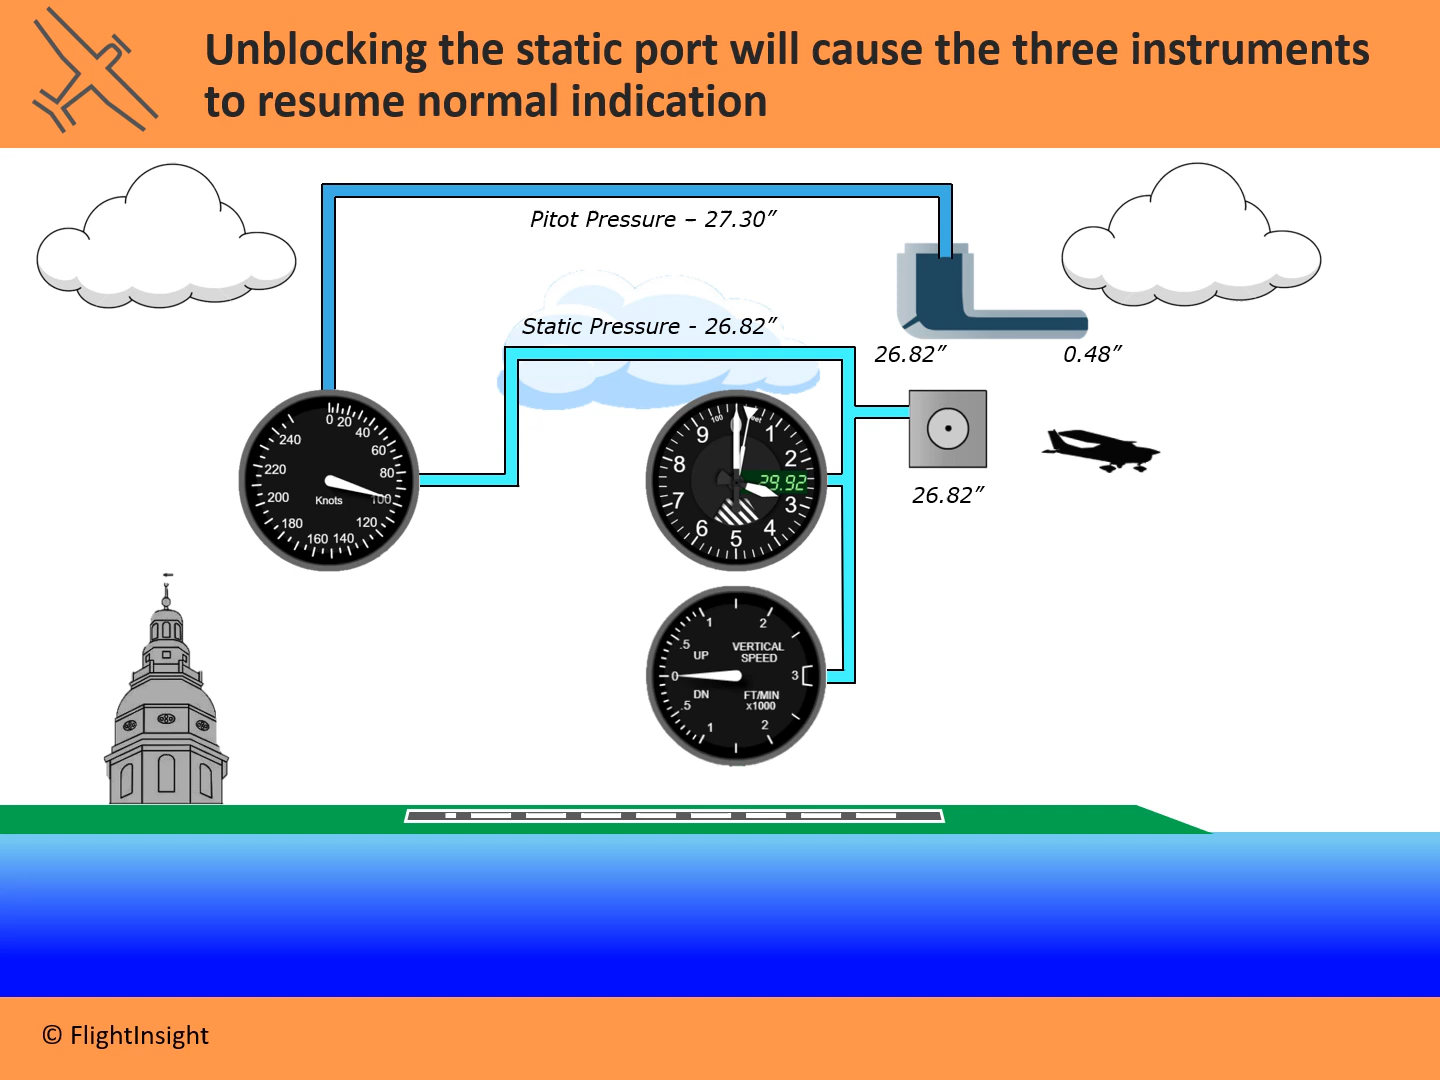 Unblocking the static port will cause the three instruments
to resume normal indication
Pitot Pressure – 27.30”
Static Pressure - 26.82”
26.82”
0.48”
26.82”
0
20
40
60
80
100
120
140
160
180
200
220
240
Knots
100
1
2
3
4
5
6
7
8
9
29.92
1
2
.5
UP
VERTICAL
SPEED
0
3
DN
FT/MIN
x1000
.5
1
2
© FlightInsight